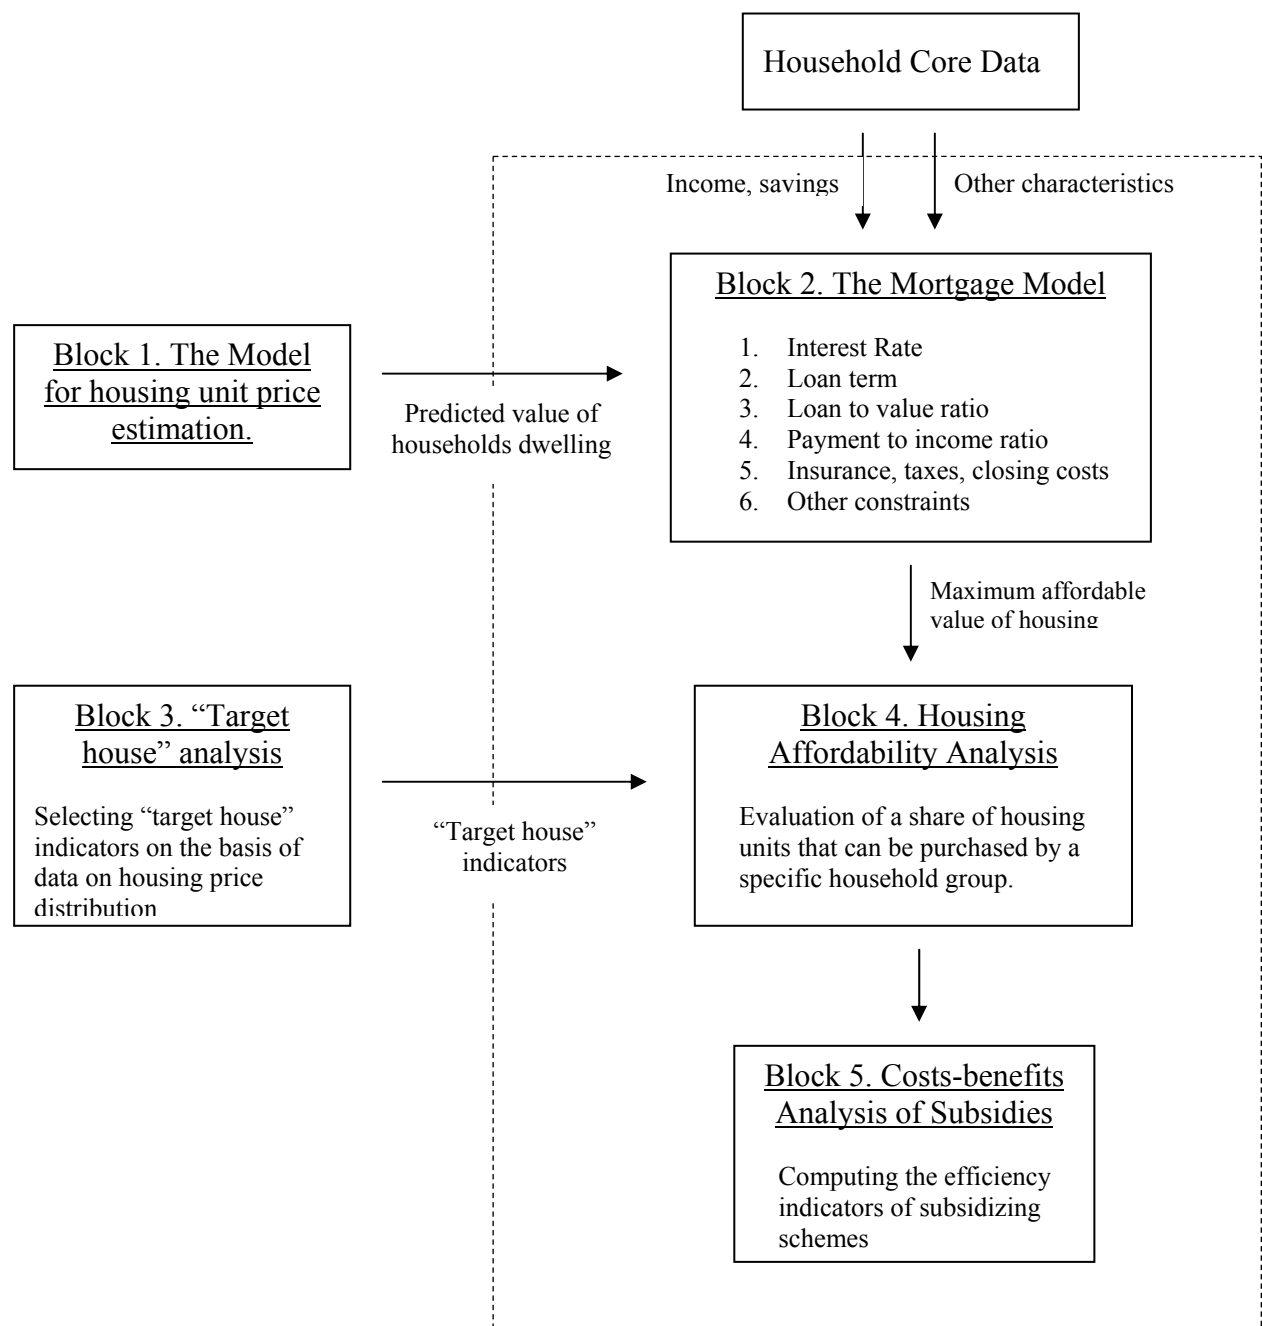 Household Core Data
Income, savings
Other characteristics
Block 2. The Mortgage Model
1. Interest Rate
2. Loan term
3. Loan to value ratio
4. Payment to income ratio
5. Insurance, taxes, closing costs
6. Other constraints
Block 1. The Model
for housing unit price
estimation.
Predicted value of
households dwelling
Maximum affordable
value of housing
Block 3. “Target
house” analysis
Selecting “target house”
indicators on the basis of
data on housing price
distribution
“Target house”
indicators
Block 4. Housing
Affordability Analysis
Evaluation of a share of housing
units that can be purchased by a
specific household group.
Block 5. Costs-benefits
Analysis of Subsidies
Computing the efficiency
indicators of subsidizing
schemes